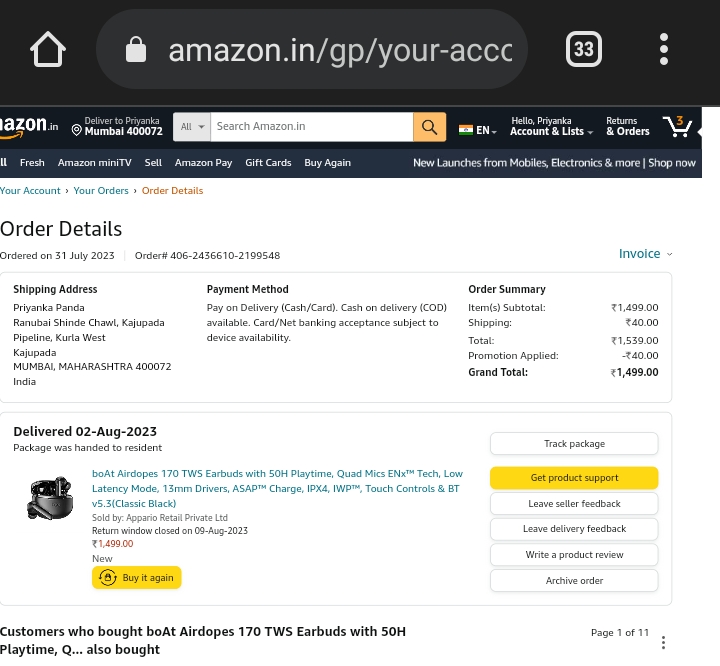 amazon.in/gp/your-acc
33
mazon.in
Deliver to Priyanka
Mumbai 400072
All
Search Amazon.in
EN
Hello, Priyanka
Account & Lists
Returns
& Orders
3
ll Fresh Amazon miniTV Sell Amazon Pay Gift Cards Buy Again
New Launches from Mobiles, Electronics & more | Shop now
Your Account › Your Orders › Order Details
Order Details
Ordered on 31 July 2023 | Order# 406-2436610-2199548
Invoice
Shipping Address
Priyanka Panda
Ranubai Shinde Chawl, Kajupada
Pipeline, Kurla West
Kajupada
MUMBAI, MAHARASHTRA 400072
India
Payment Method
Pay on Delivery (Cash/Card). Cash on delivery (COD)
available. Card/Net banking acceptance subject to
device availability.
Order Summary
Item(s) Subtotal: ₹1,499.00
Shipping: ₹40.00
Total: ₹1,539.00
Promotion Applied: -₹40.00
Grand Total: ₹1,499.00
Delivered 02-Aug-2023
Package was handed to resident
boAt Airdopes 170 TWS Earbuds with 50H Playtime, Quad Mics ENx™ Tech, Low
Latency Mode, 13mm Drivers, ASAP™ Charge, IPX4, IWP™, Touch Controls & BT
v5.3(Classic Black)
Sold by: Appario Retail Private Ltd
Return window closed on 09-Aug-2023
₹1,499.00
New
Buy it again
Track package
Get product support
Leave seller feedback
Leave delivery feedback
Write a product review
Archive order
Customers who bought boAt Airdopes 170 TWS Earbuds with 50H
Playtime, Q... also bought
Page 1 of 11